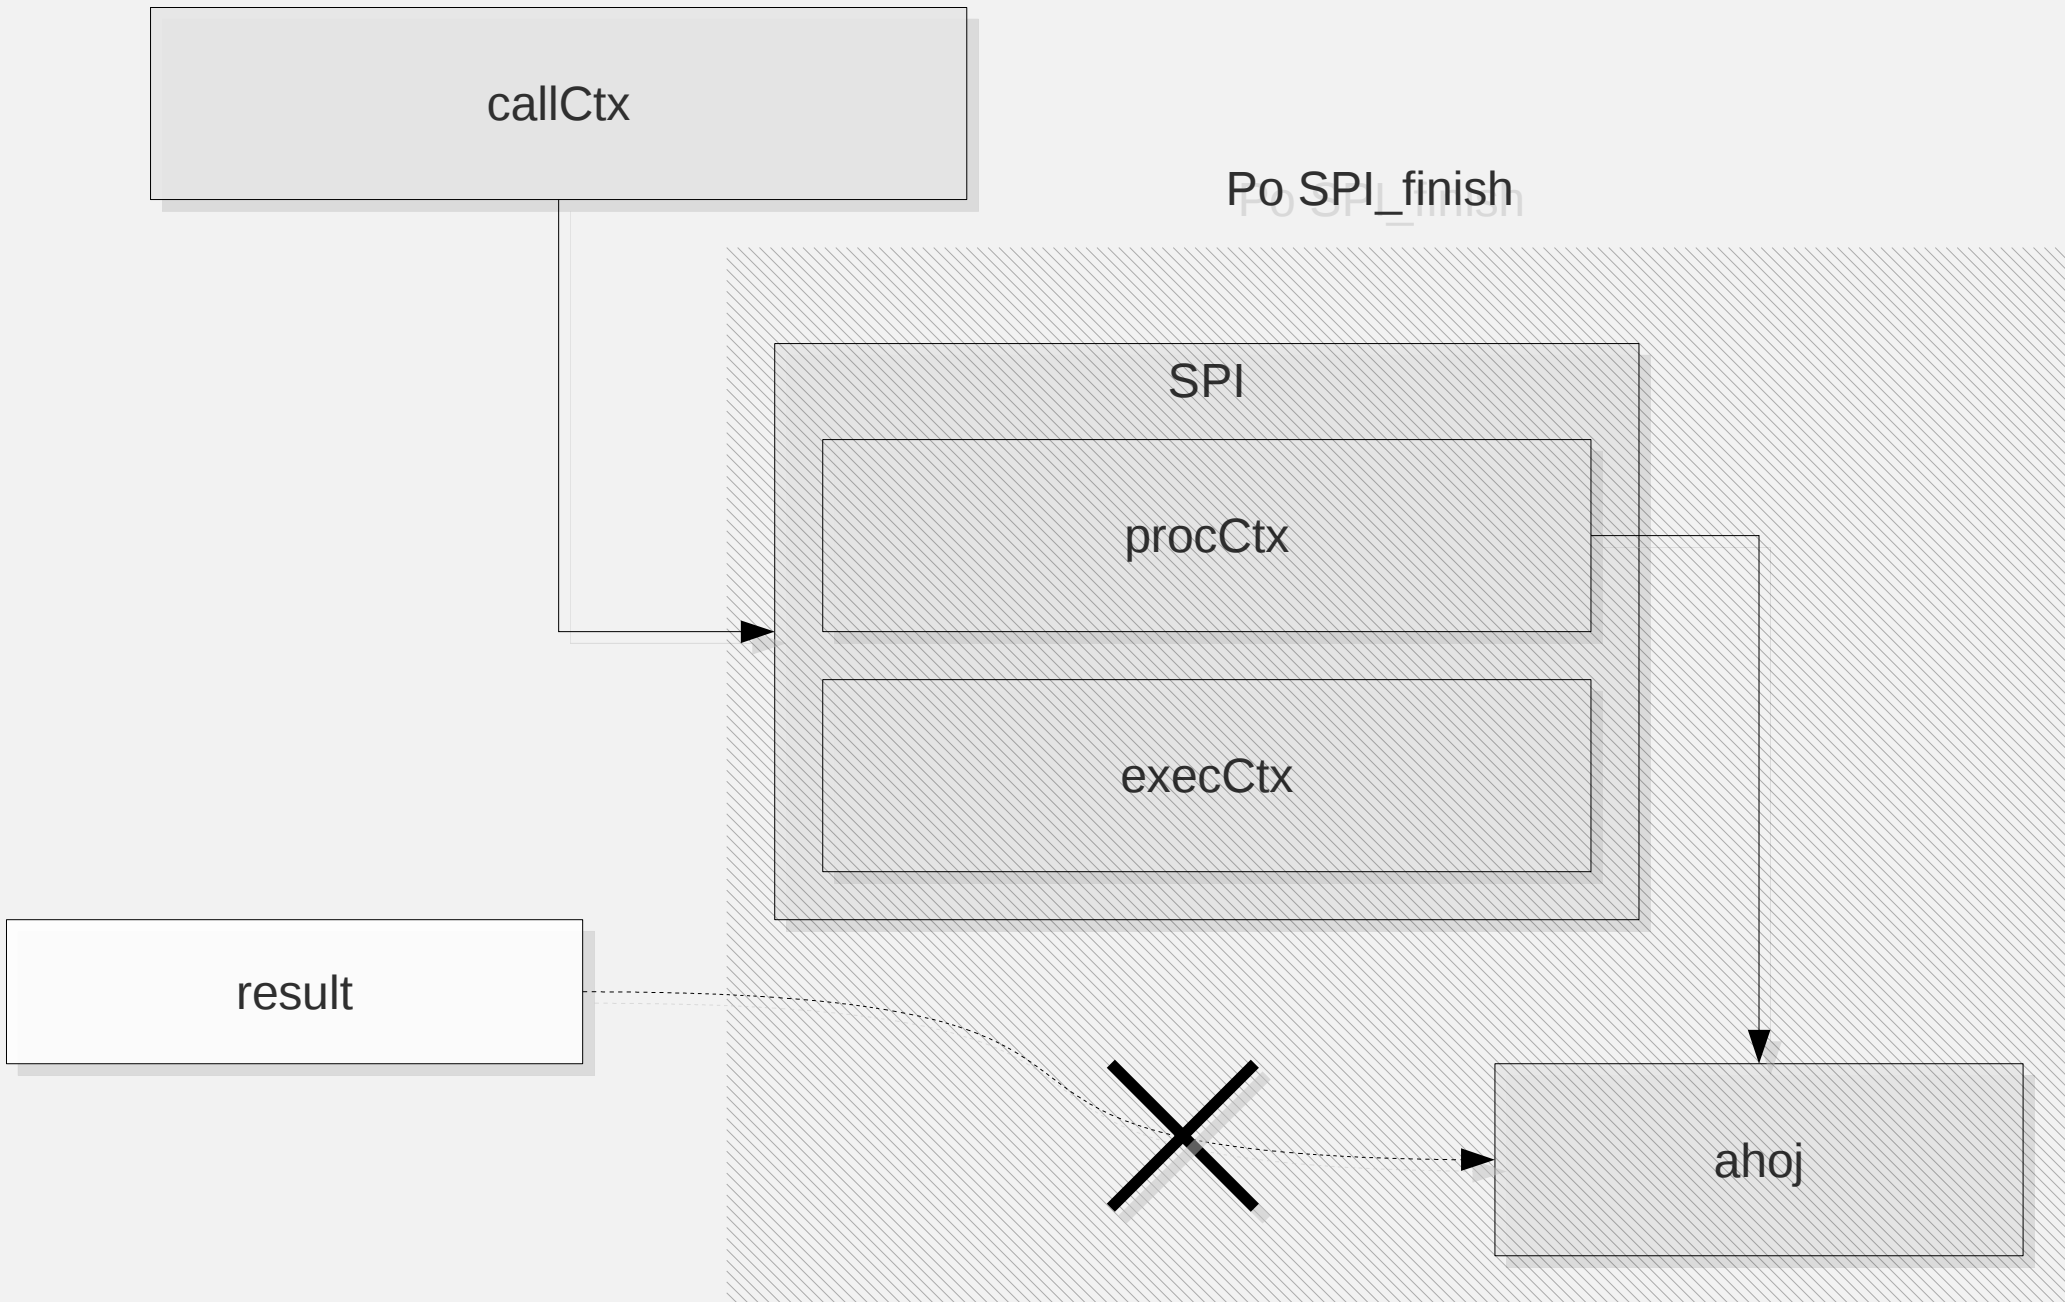 callCtx
Po SPI_finish
SPI
procCtx
execCtx
result
ahoj